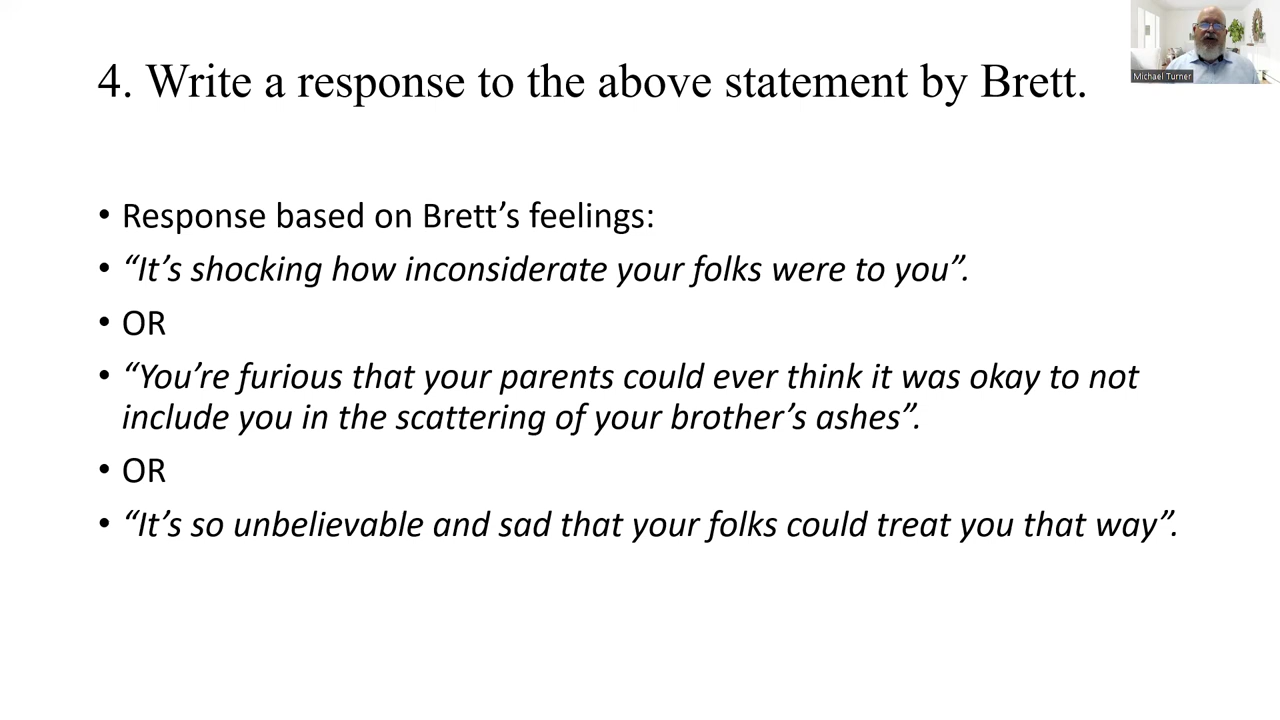 4. Write a response to the above statement by Brett.
Michael Turner
• Response based on Brett’s feelings:
• “It’s shocking how inconsiderate your folks were to you”.
• OR
• “You’re furious that your parents could ever think it was okay to not
include you in the scattering of your brother’s ashes”.
• OR
• “It’s so unbelievable and sad that your folks could treat you that way”.